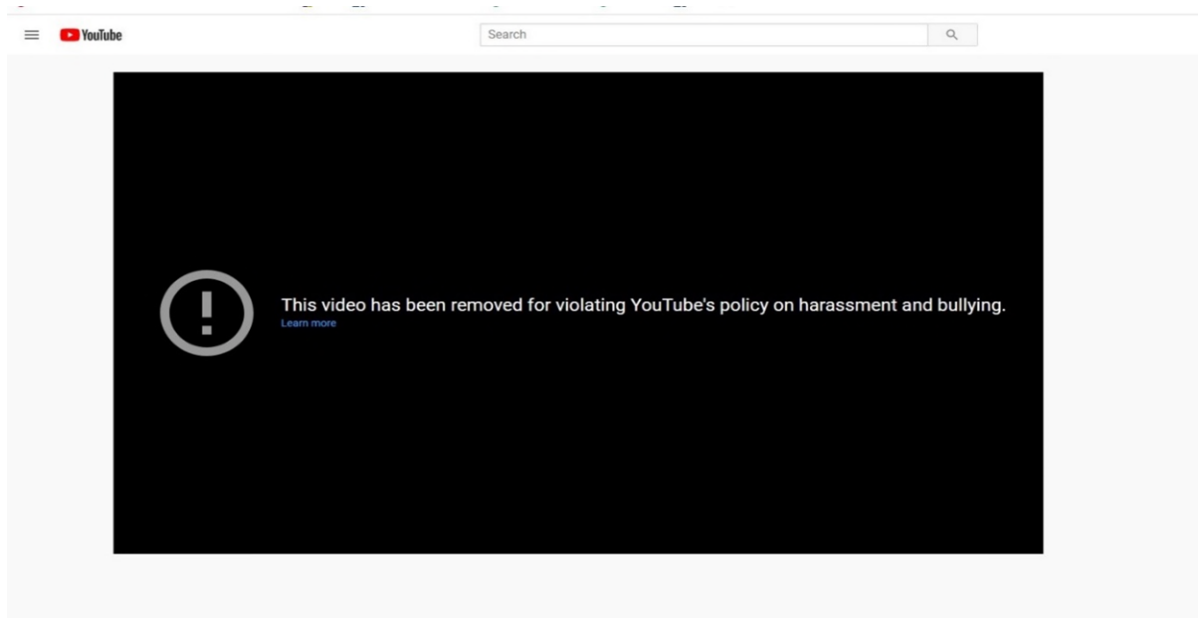 YouTube
Search
This video has been removed for violating YouTube's policy on harassment and bullying.
Learn more